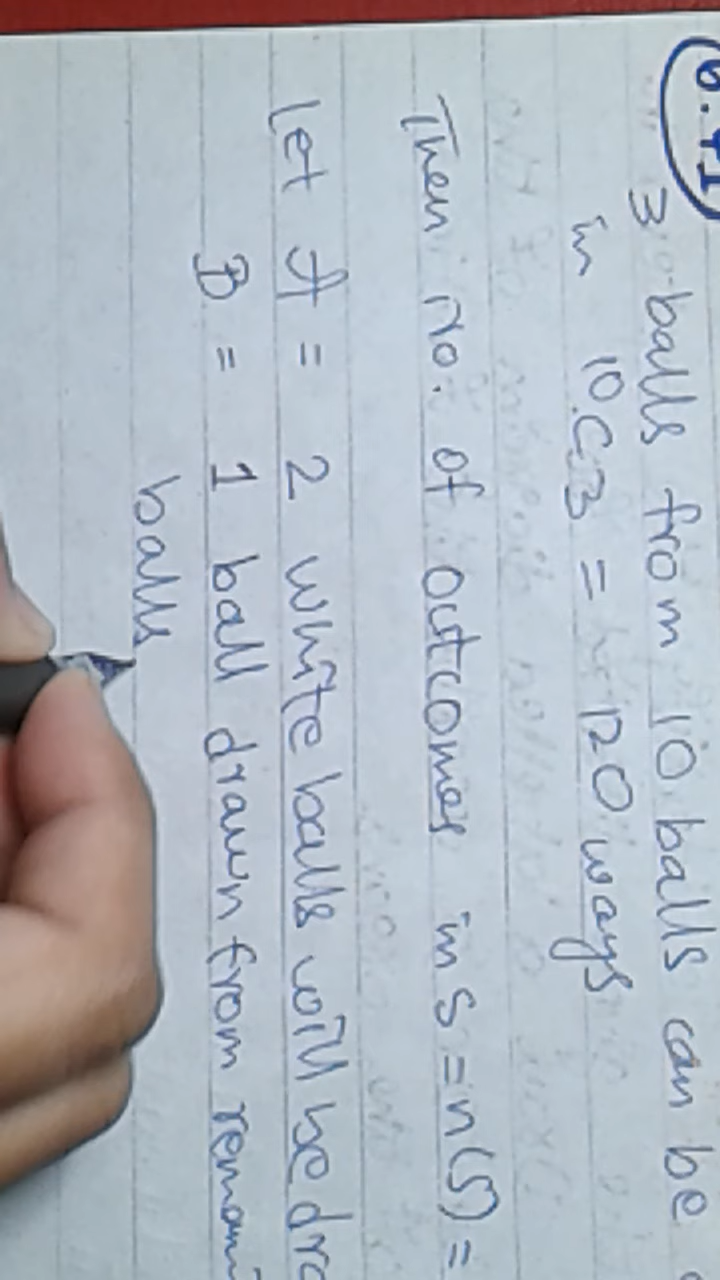 3 balls from 10 balls can be
in 10C3 = 120 ways
Then no. of outcomes in S = n(S) =
Let A = 2 white balls will be
B = 1 ball drawn from
balls